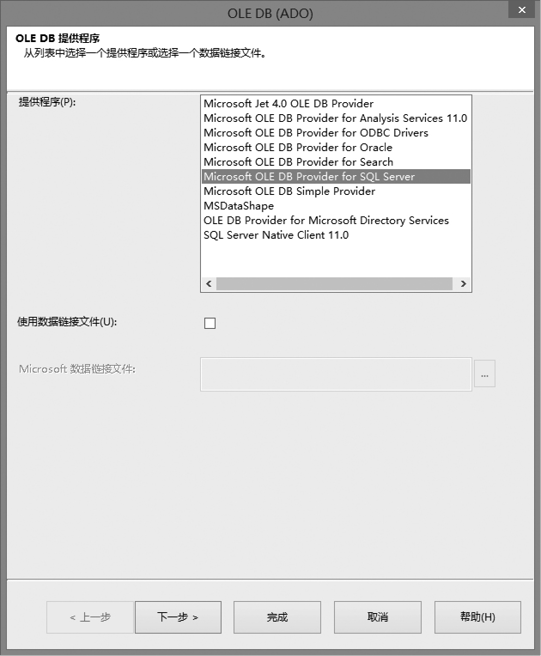 OLE DB (ADO)
OLE DB 提供程序
从列表中选择一个提供程序或选择一个数据链接文件。
提供程序(P):
Microsoft Jet 4.0 OLE DB Provider
Microsoft OLE DB Provider for Analysis Services 11.0
Microsoft OLE DB Provider for ODBC Drivers
Microsoft OLE DB Provider for Oracle
Microsoft OLE DB Provider for Search
Microsoft OLE DB Provider for SQL Server
Microsoft OLE DB Simple Provider
MSDataShape
OLE DB Provider for Microsoft Directory Services
SQL Server Native Client 11.0
使用数据链接文件(U):
Microsoft 数据链接文件:
...
< 上一步
下一步 >
完成
取消
帮助(H)